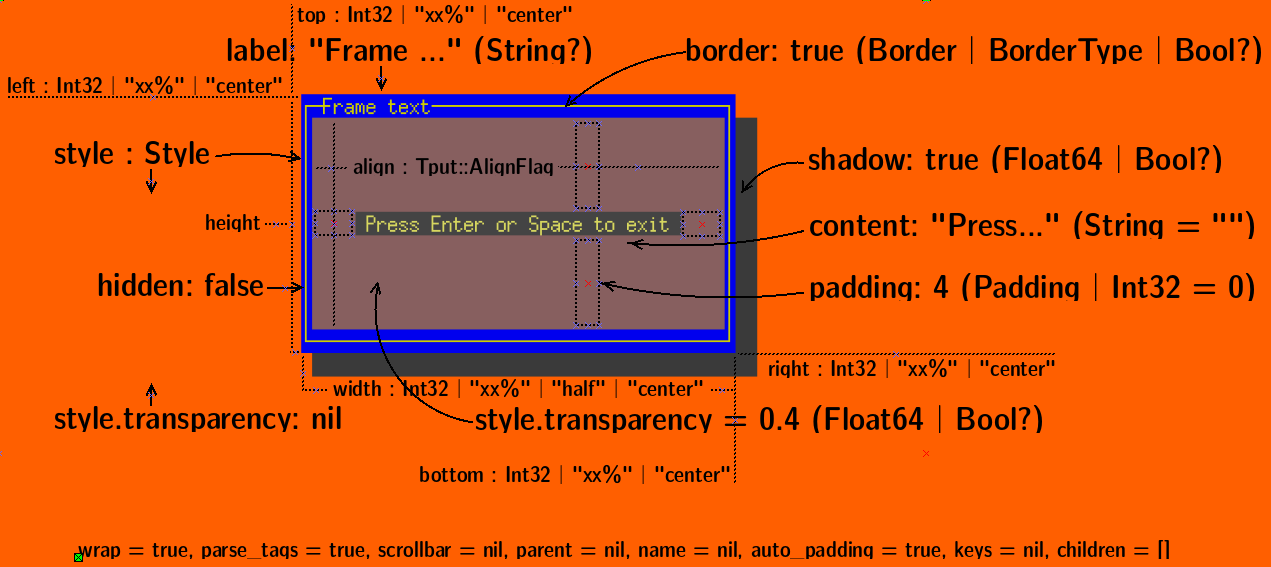 top : Int32 | "xx%" | "center"
label: "Frame ..." (String?)
border: true (Border | BorderType | Bool?)
left : Int32 | "xx%" | "center"
Frame text
style : Style
align : Tput::AlignFlag
shadow: true (Float64 | Bool?)
height
Press Enter or Space to exit
content: "Press..." (String = "")
hidden: false
padding: 4 (Padding | Int32 = 0)
right : Int32 | "xx%" | "center"
width : Int32 | "xx%" | "half" | "center"
style.transparency: nil
style.transparency = 0.4 (Float64 | Bool?)
bottom : Int32 | "xx%" | "center"
wrap = true, parse_tags = true, scrollbar = nil, parent = nil, name = nil, auto_padding = true, keys = nil, children = []